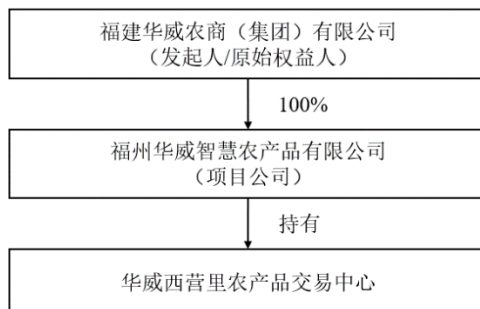 福建华威农商（集团）有限公司
（发起人/原始权益人）
100%
福州华威智慧农产品有限公司
（项目公司）
持有
华威西营里农产品交易中心